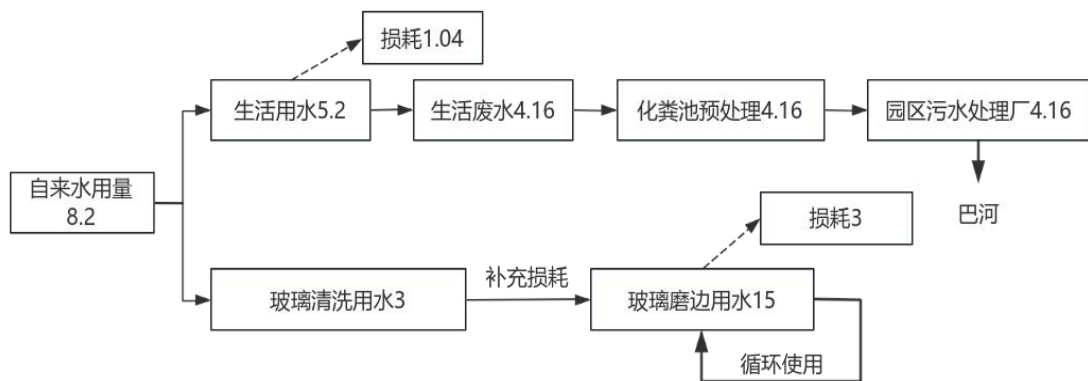 损耗1.04
生活用水5.2
生活废水4.16
化粪池预处理4.16
园区污水处理厂4.16
自来水用量
8.2
损耗3
巴河
玻璃清洗用水3
补充损耗
玻璃磨边用水15
循环使用